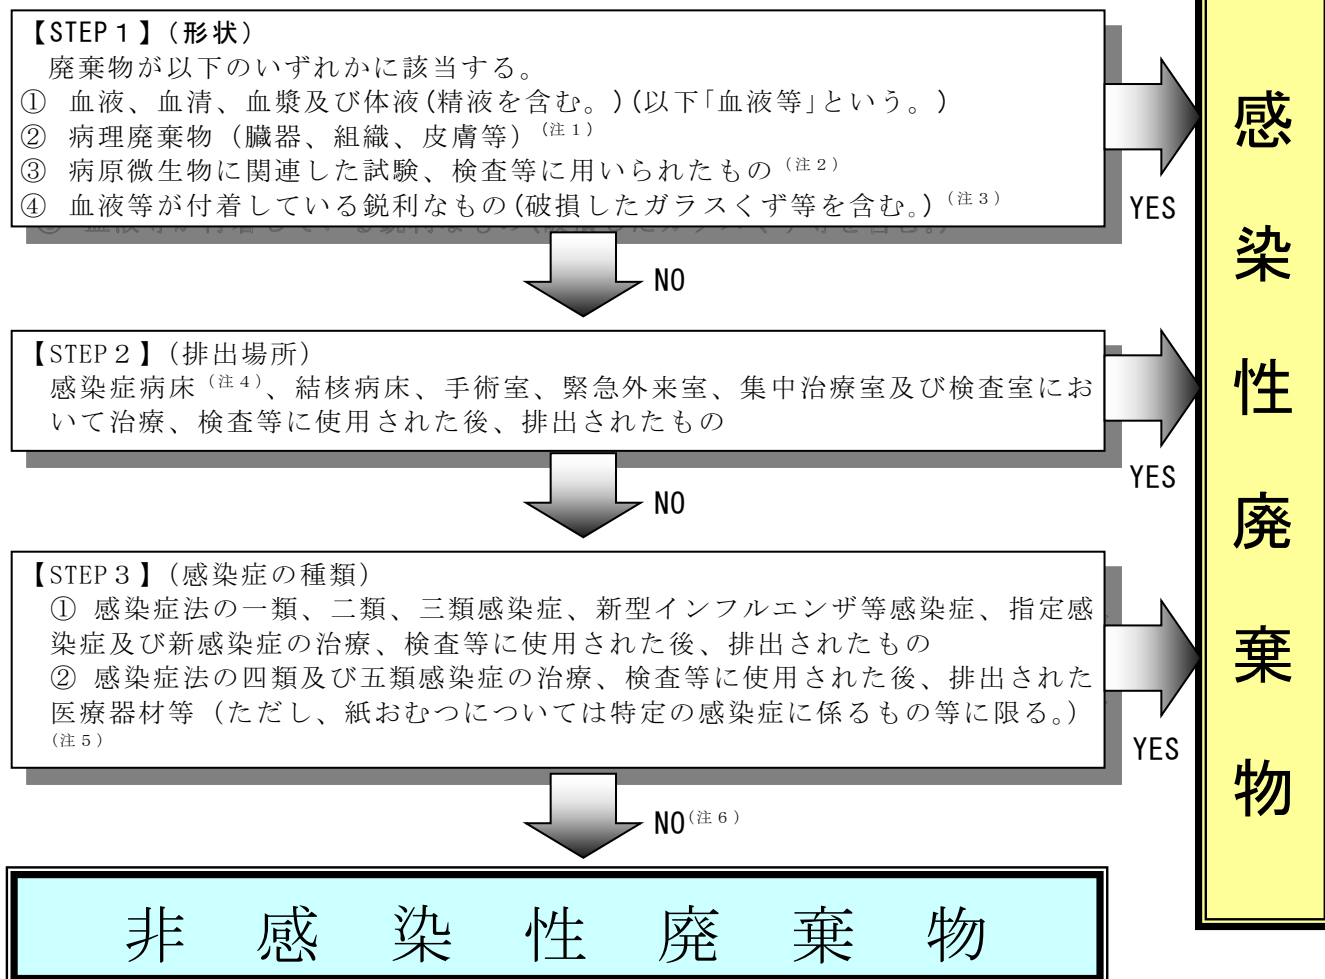 【STEP１】(形状)
廃棄物が以下のいずれかに該当する。
① 血液、血清、血漿及び体液(精液を含む。)(以下｢血液等｣という。)
② 病理廃棄物（臓器、組織、皮膚等）(注１)
③ 病原微生物に関連した試験、検査等に用いられたもの(注２)
④ 血液等が付着している鋭利なもの(破損したガラスくず等を含む｡)(注３)
YES
NO
【STEP２】(排出場所)
感染症病床(注４)、結核病床、手術室、緊急外来室、集中治療室及び検査室にお
いて治療、検査等に使用された後、排出されたもの
YES
NO
【STEP３】(感染症の種類)
① 感染症法の一類、二類、三類感染症、新型インフルエンザ等感染症、指定感
染症及び新感染症の治療、検査等に使用された後、排出されたもの
② 感染症法の四類及び五類感染症の治療、検査等に使用された後、排出された
医療器材等（ただし、紙おむつについては特定の感染症に係るもの等に限る｡）
(注５)
YES
NO(注６)
非感染性廃棄物
感染性廃棄物